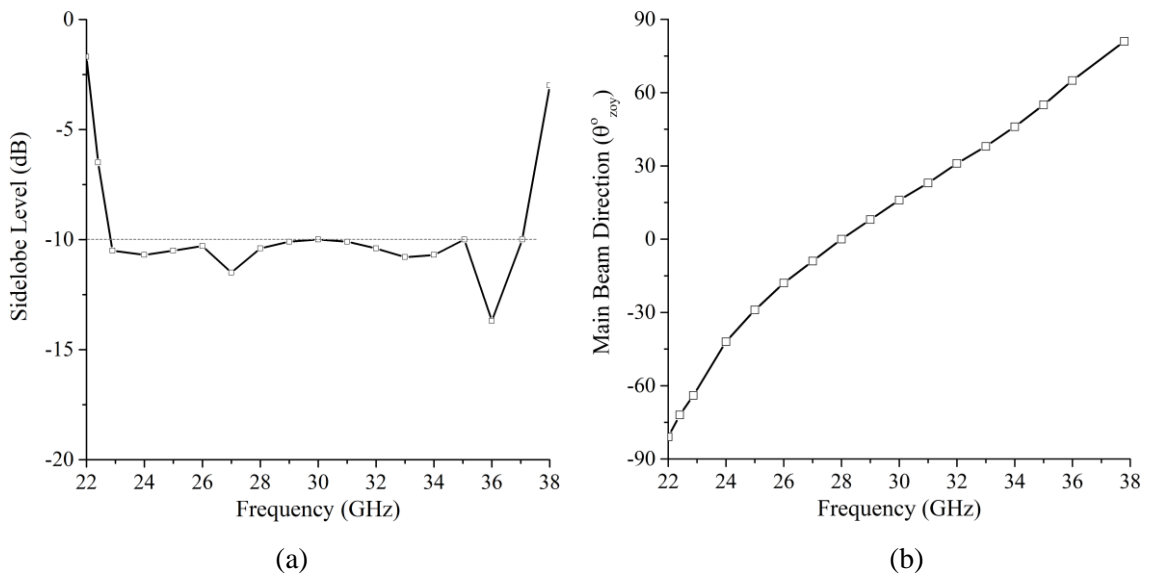 0
-5
-10
-15
-20
Sidelobe Level (dB)
22 24 26 28 30 32 34 36 38
Frequency (GHz)
(a)
90
60
30
0
-30
-60
-90
Main Beam Direction (θ°zoy)
22 24 26 28 30 32 34 36 38
Frequency (GHz)
(b)